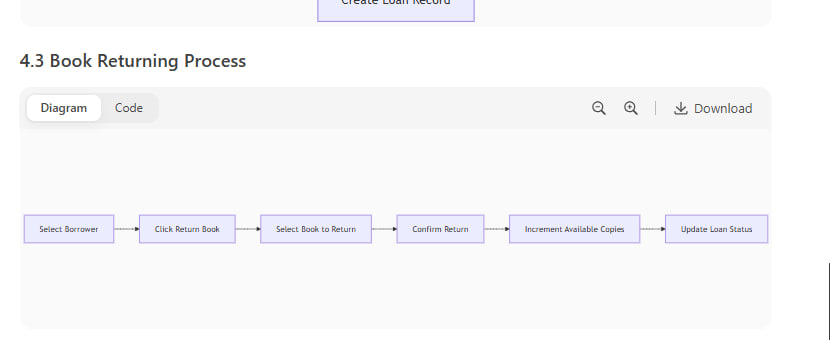 Create Loan Record
4.3 Book Returning Process
Diagram Code Download
Select Borrower Click Return Book Select Book to Return Confirm Return Increment Available Copies Update Loan Status